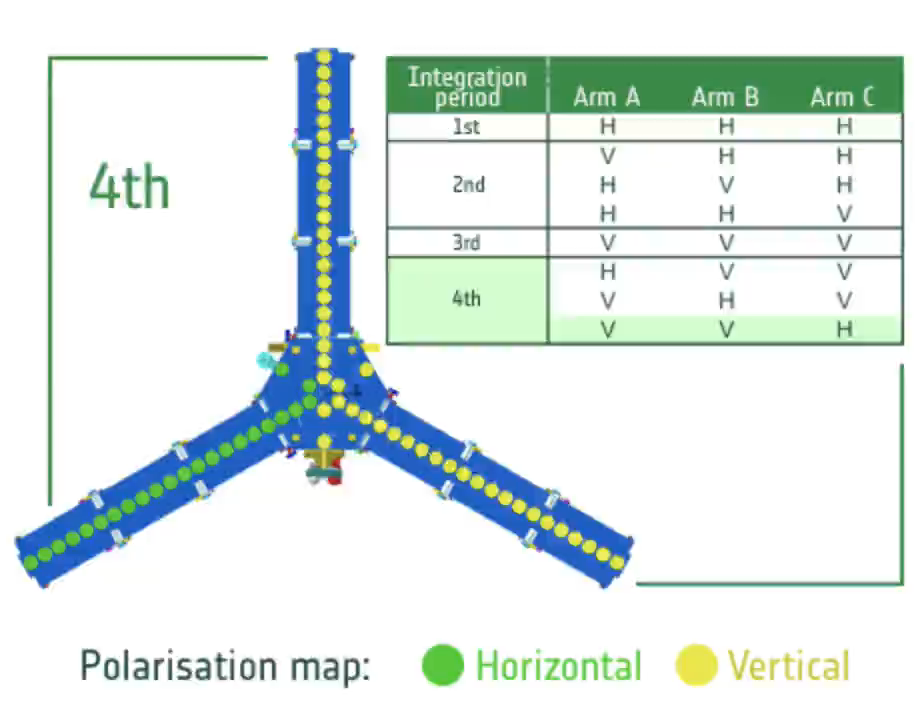 4th
Integration period Arm A Arm B Arm C
1st H H H
V H H
2nd H V H
H H V
3rd V V V
H V V
4th V H V
V V H
Polarisation map: Horizontal Vertical